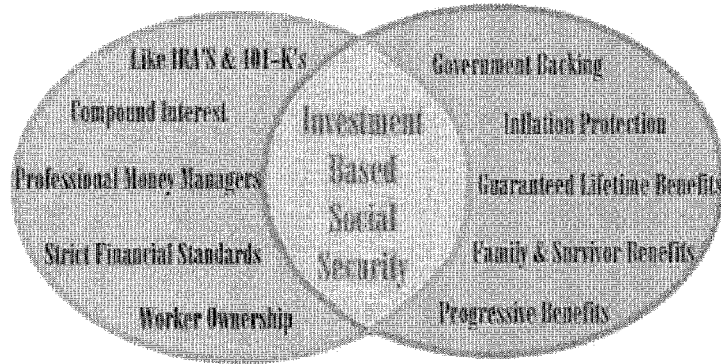 Like IRA'S & 401-K's
Compound Interest
Professional Money Managers
Strict Financial Standards
Worker Ownership
Investment
Based
Social
Security
Government Backing
Inflation Protection
Guaranteed Lifetime Benefits
Family & Survivor Benefits
Progressive Benefits